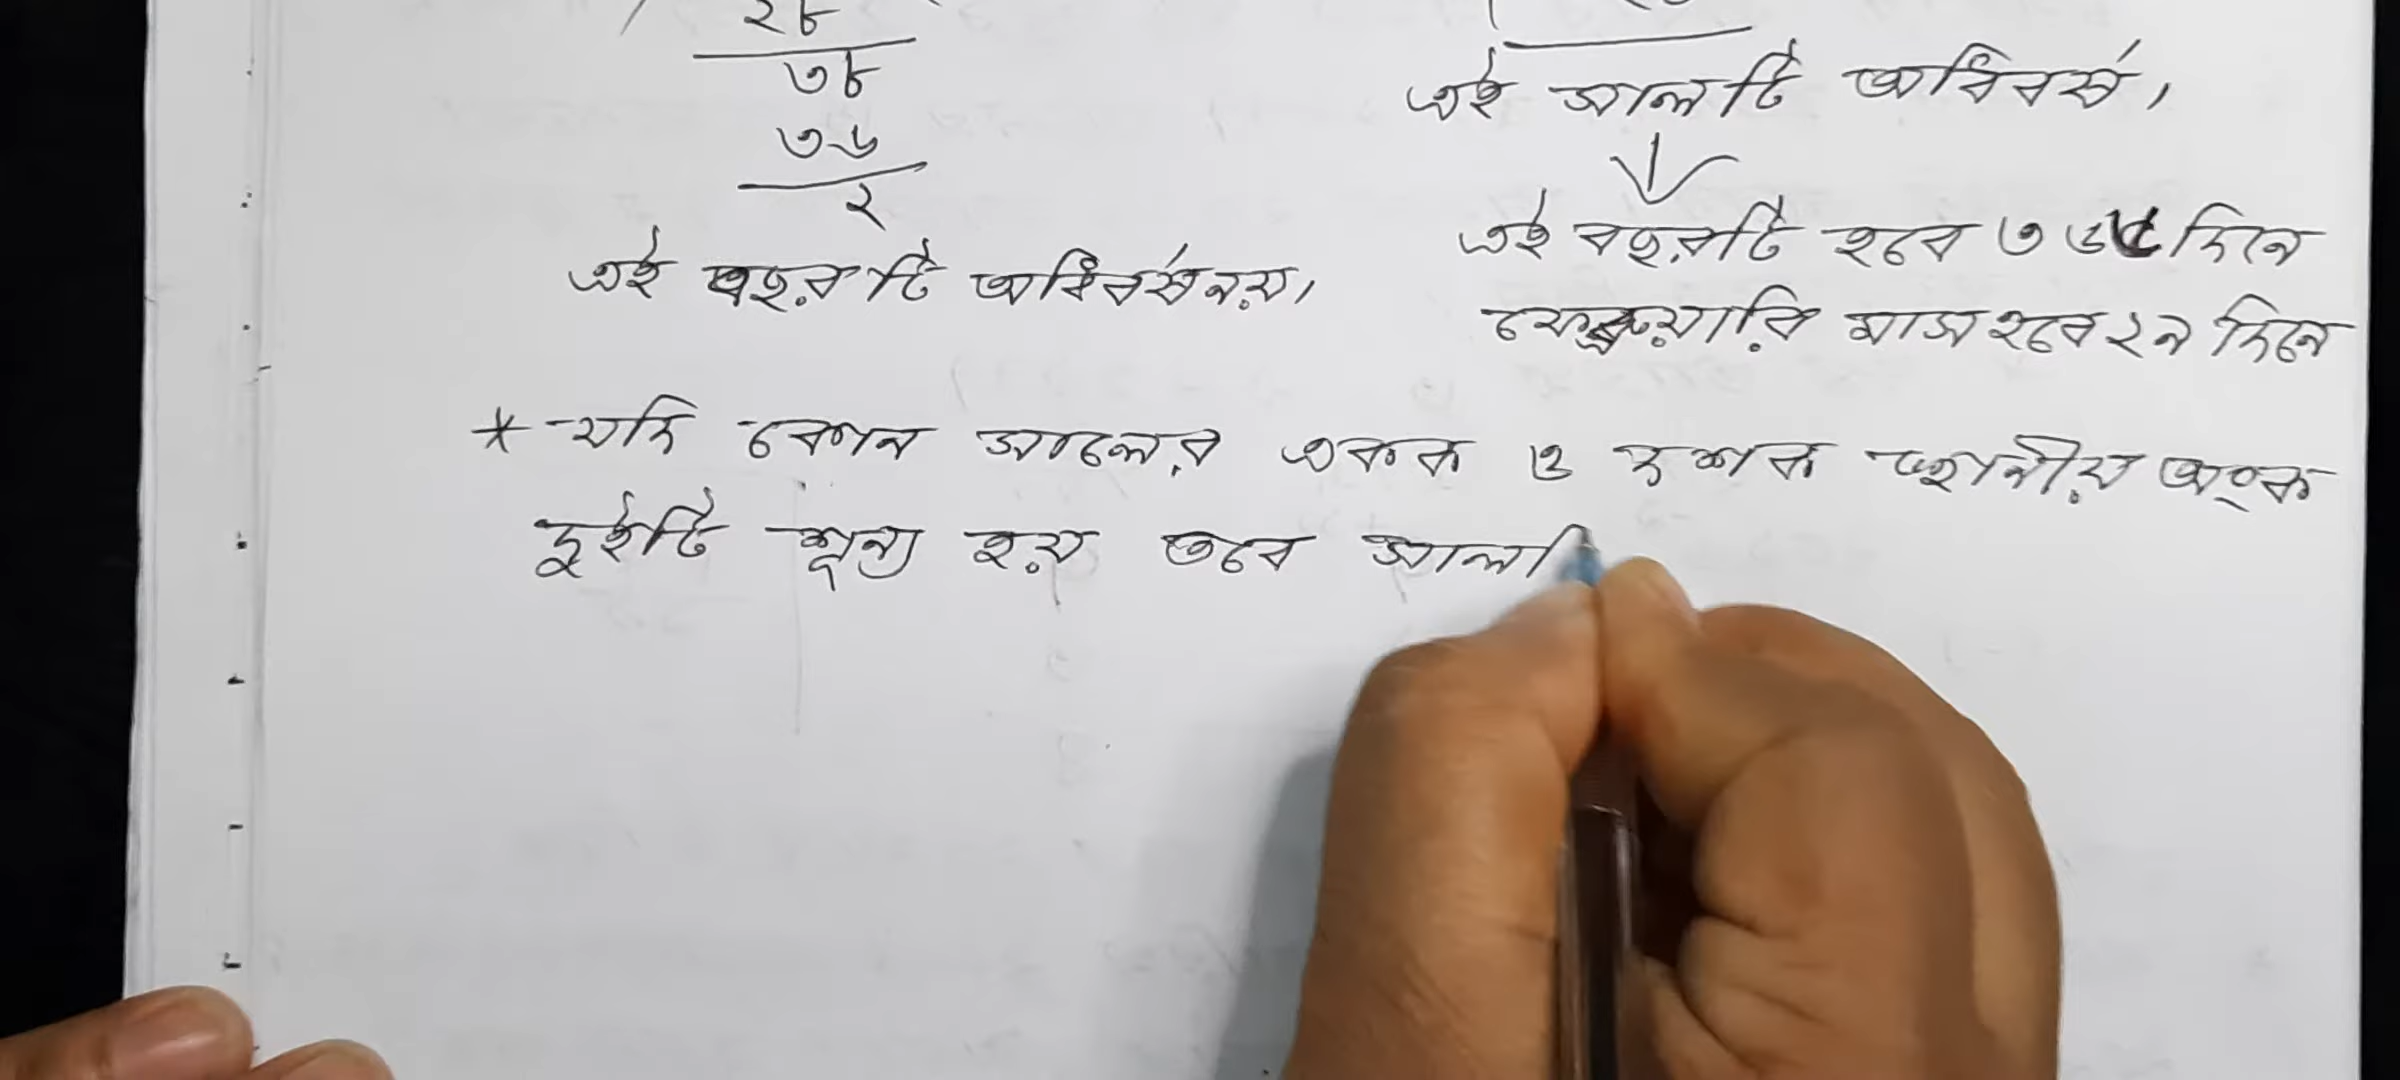 ২৮
৩৮
৩৬
২
এই বছরটি অধিবর্ষ নয়।
এই সালটি অধিবর্ষ।
এই বছরটি হবে ৩৬৬ দিনে
ফেব্রুয়ারি মাস হবে ২৯ দিনে
* যদি কোন সালের একক ও দশক স্থানীয় অংক
দুইটি শূন্য হয় তবে সাল